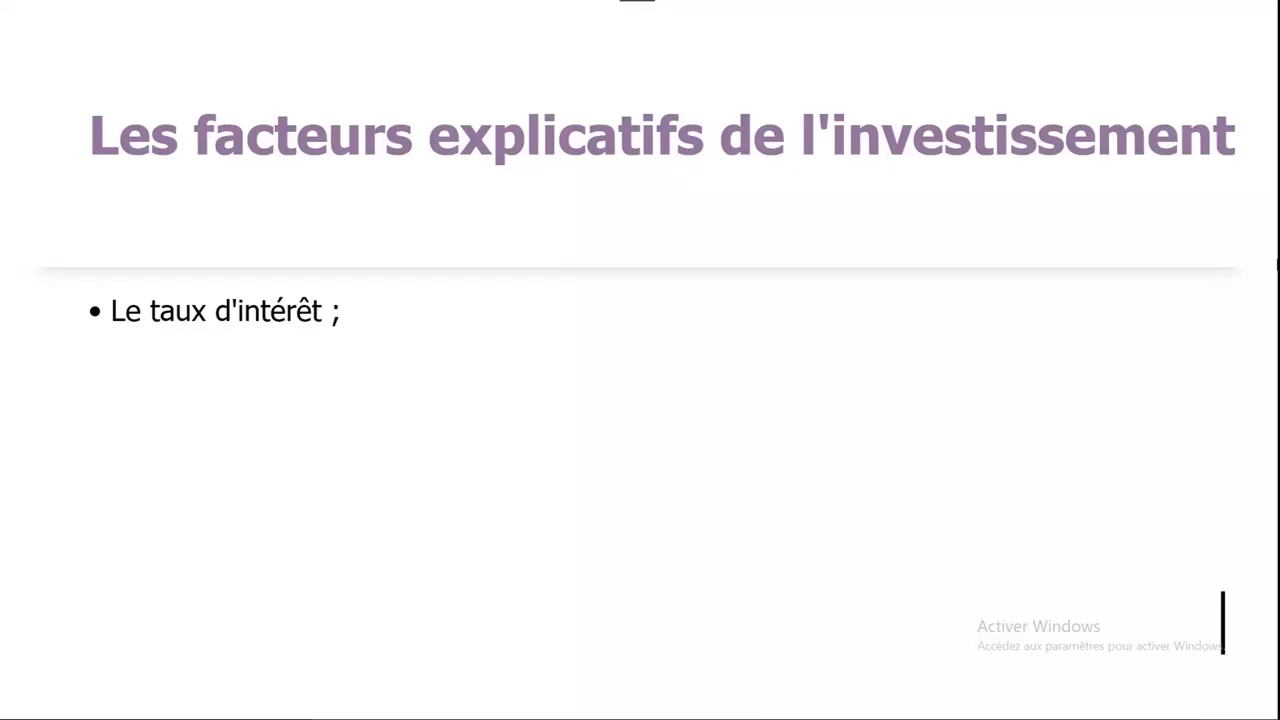 Les facteurs explicatifs de l'investissement
• Le taux d'intérêt ;
Activer Windows
Accédez aux paramètres pour activer Windows.